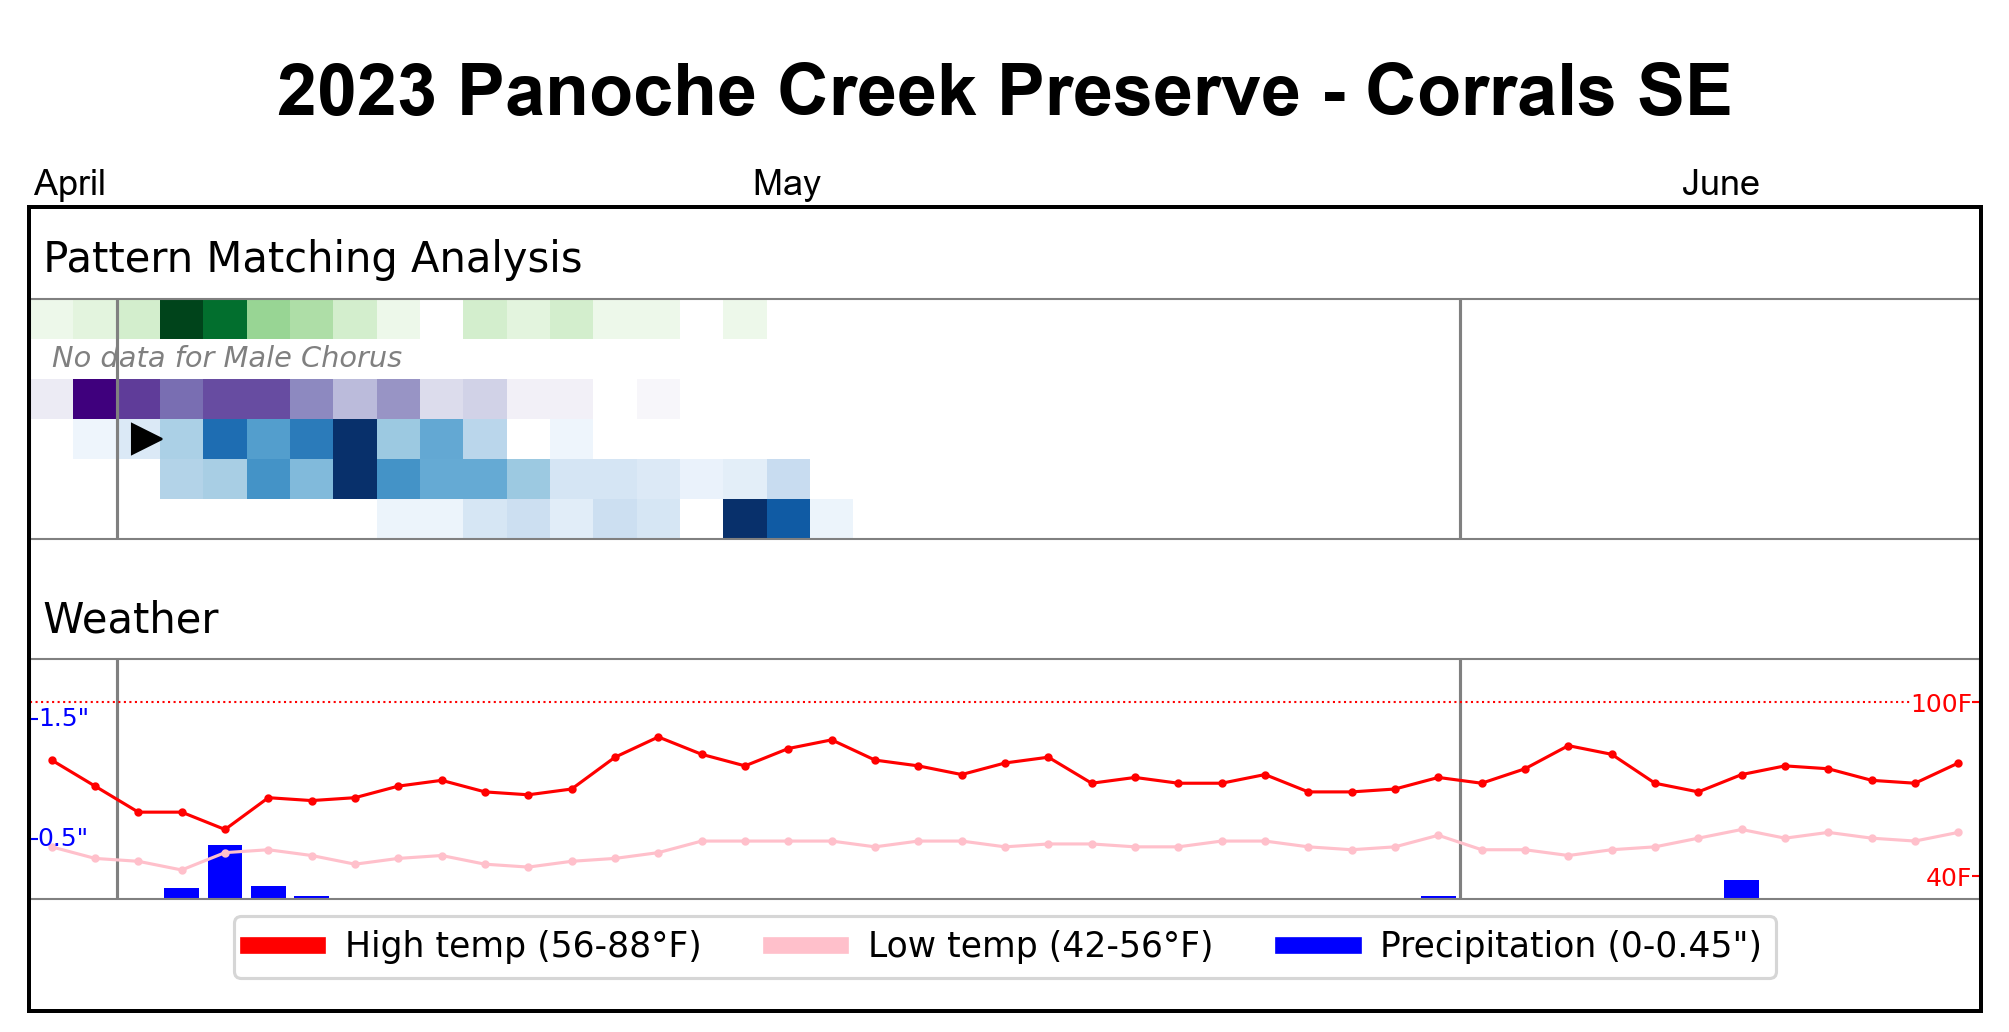 2023 Panoche Creek Preserve - Corrals SE
April May June
Pattern Matching Analysis
No data for Male Chorus
Weather
1.5" 100F
0.5"
40F
High temp (56-88°F) Low temp (42-56°F) Precipitation (0-0.45")